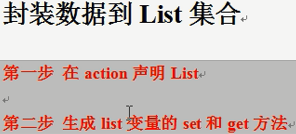 封装数据到 List 集合
第一步 在 action 声明 List
第二步 生成 list 变量的 set 和 get 方法